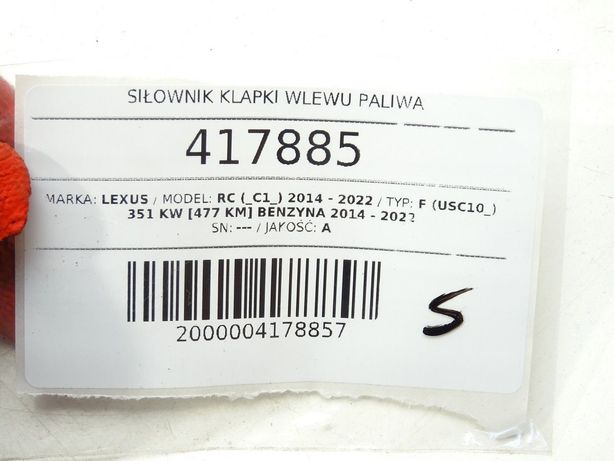 SIŁOWNIK KLAPKI WLEWU PALIWA
417885
MARKA: LEXUS / MODEL: RC (_C1_) 2014 - 2022 / TYP: F (USC10_)
351 KW [477 KM] BENZYNA 2014 - 2022
SN: --- / JAKOŚĆ: A
2000004178857
S